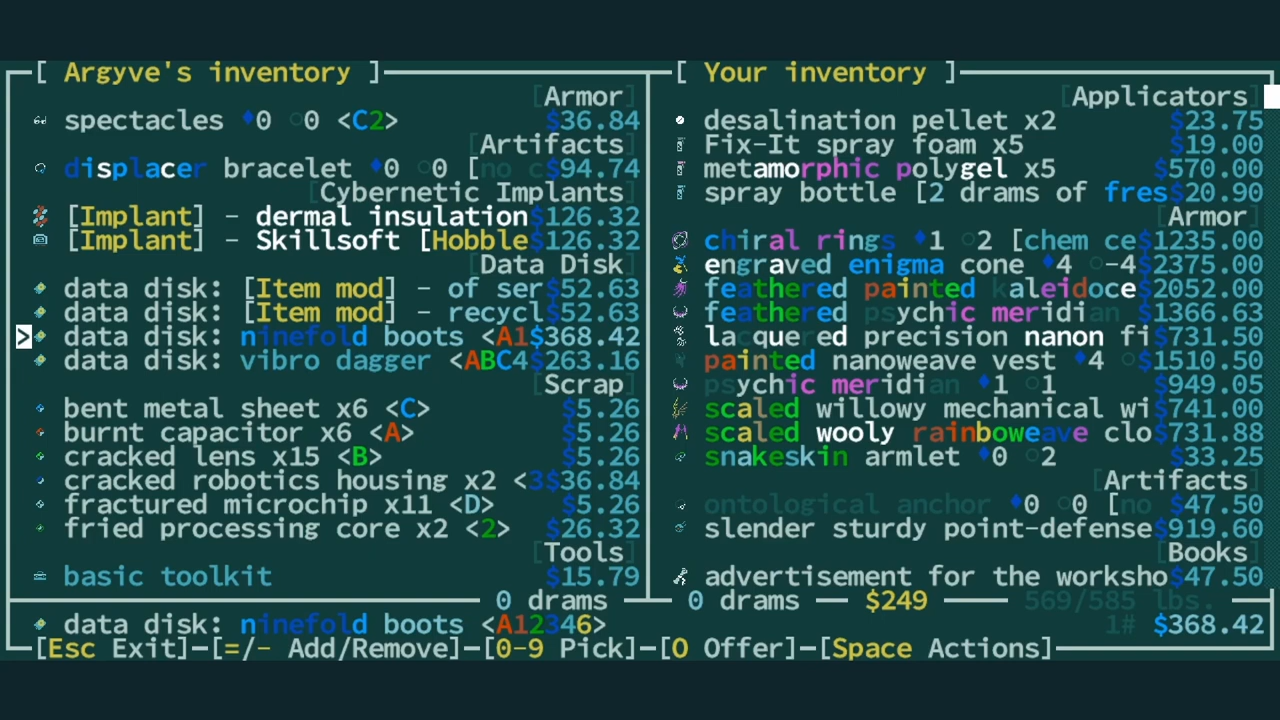 [ Argyve's inventory ]
[Armor]
spectacles ♦0 ○0 <C2> $36.84
[Artifacts]
displacer bracelet ♦0 ○0 [no c$94.74
[Cybernetic Implants]
[Implant] - dermal insulation$126.32
[Implant] - Skillsoft [Hobble$126.32
[Data Disk]
data disk: [Item mod] - of ser$52.63
data disk: [Item mod] - recycl$52.63
> data disk: ninefold boots <A1$368.42
data disk: vibro dagger <ABC4$263.16
[Scrap]
bent metal sheet x6 <C> $5.26
burnt capacitor x6 <A> $5.26
cracked lens x15 <B> $5.26
cracked robotics housing x2 <3$36.84
fractured microchip x11 <D> $5.26
fried processing core x2 <2> $26.32
[Tools]
basic toolkit $15.79
[ Your inventory ]
[Applicators]
desalination pellet x2 $23.75
Fix-It spray foam x5 $19.00
metamorphic polygel x5 $570.00
spray bottle [2 drams of fres$20.90
[Armor]
chiral rings ♦1 ○2 [chem ce$1235.00
engraved enigma cone ♦4 ○-4$2375.00
feathered painted kaleidoce$2052.00
feathered psychic meridian $1366.63
lacquered precision nanon fi$731.50
painted nanoweave vest ♦4 ○$1510.50
psychic meridian ♦1 ○1 $949.05
scaled willowy mechanical wi$741.00
scaled wooly rainboweave clo$731.88
snakeskin armlet ♦0 ○2 $33.25
[Artifacts]
ontological anchor ♦0 ○0 [no $47.50
slender sturdy point-defense$919.60
[Books]
advertisement for the worksho$47.50
0 drams 0 drams $249 569/585 lbs.
data disk: ninefold boots <A12346> 1# $368.42
[Esc Exit] [=/- Add/Remove] [0-9 Pick] [O Offer] [Space Actions]